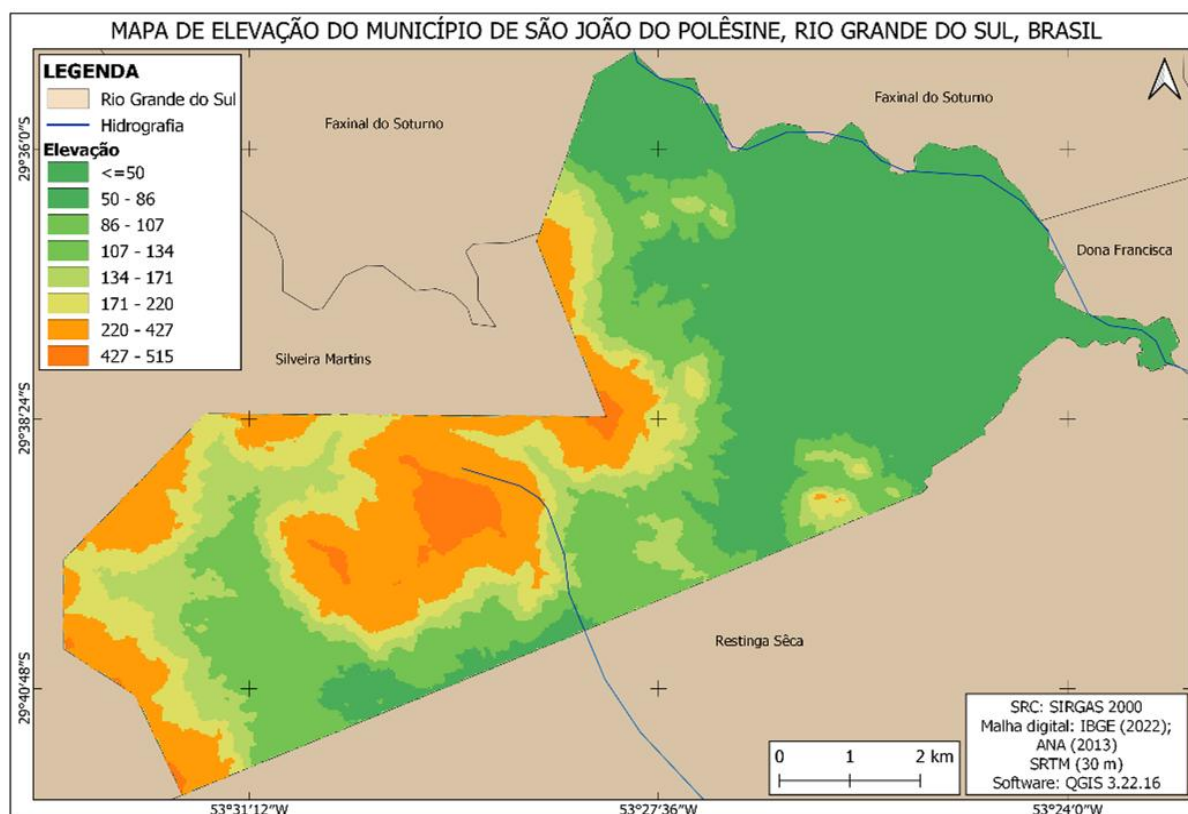 MAPA DE ELEVAÇÃO DO MUNICÍPIO DE SÃO JOÃO DO POLÊSINE, RIO GRANDE DO SUL, BRASIL
LEGENDA
Rio Grande do Sul
Hidrografia
Elevação
<=50
50 - 86
86 - 107
107 - 134
134 - 171
171 - 220
220 - 427
427 - 515
Faxinal do Soturno
Faxinal do Soturno
Dona Francisca
Silveira Martins
Restinga Sêca
29°36'0"S
29°38'24"S
29°40'48"S
0 1 2 km
SRC: SIRGAS 2000
Malha digital: IBGE (2022);
ANA (2013)
SRTM (30 m)
Software: QGIS 3.22.16
53°31'12"W
53°27'36"W
53°24'0"W